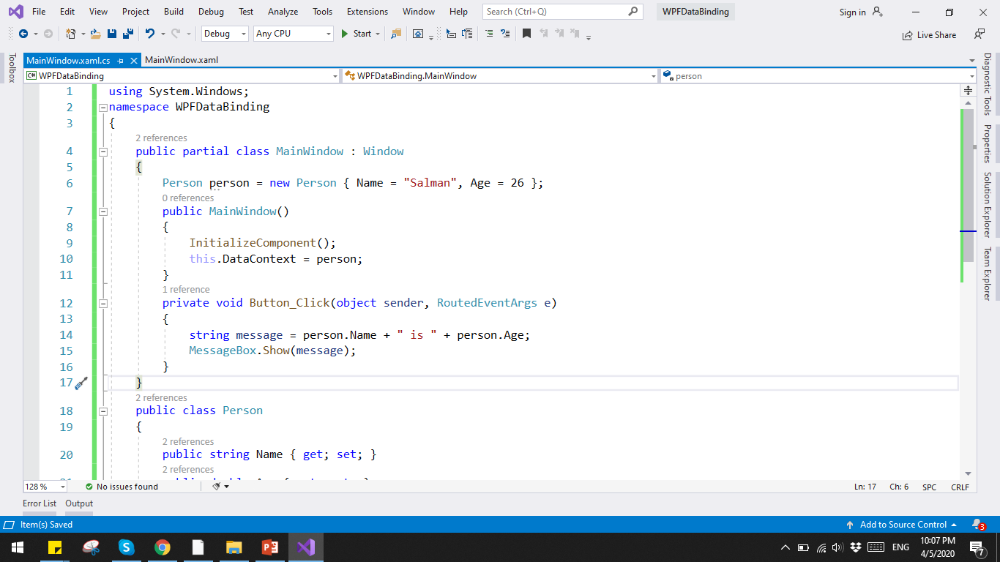 File Edit View Project Build Debug Test Analyze Tools Extensions Window Help Search (Ctrl+Q) WPFDataBinding Sign in
Debug Any CPU Start Live Share
MainWindow.xaml.cs MainWindow.xaml
Toolbox
C# WPFDataBinding WPFDataBinding.MainWindow person
1 using System.Windows;
2 namespace WPFDataBinding
3 {
2 references
4 public partial class MainWindow : Window
5 {
6 Person person = new Person { Name = "Salman", Age = 26 };
0 references
7 public MainWindow()
8 {
9 InitializeComponent();
10 this.DataContext = person;
11 }
1 reference
12 private void Button_Click(object sender, RoutedEventArgs e)
13 {
14 string message = person.Name + " is " + person.Age;
15 MessageBox.Show(message);
16 }
17 }
2 references
18 public class Person
19 {
2 references
20 public string Name { get; set; }
2 references
Diagnostic Tools
Properties
Solution Explorer
Team Explorer
128 % No issues found Ln: 17 Ch: 6 SPC CRLF
Error List Output
Item(s) Saved Add to Source Control 3
ENG 10:07 PM
4/5/2020 7